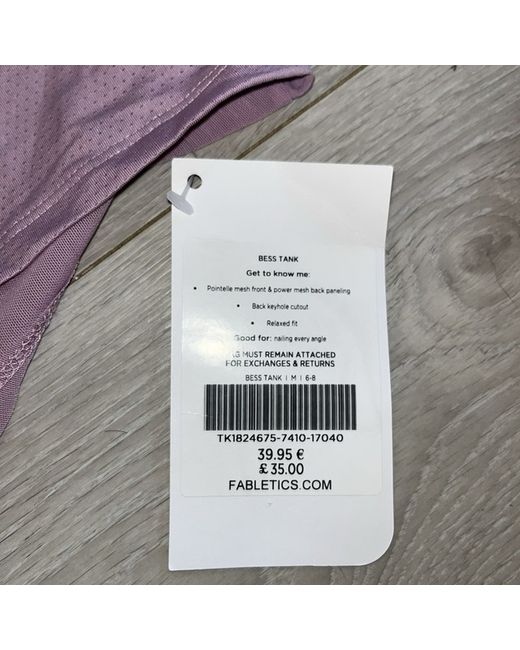 BESS TANK
Get to know me:
• Pointelle mesh front & power mesh back paneling
• Back keyhole cutout
• Relaxed fit
Good for: nailing every angle
MUST REMAIN ATTACHED
FOR EXCHANGES & RETURNS
BESS TANK | M | 6-8
TK1824675-7410-17040
39.95 €
£ 35.00
FABLETICS.COM